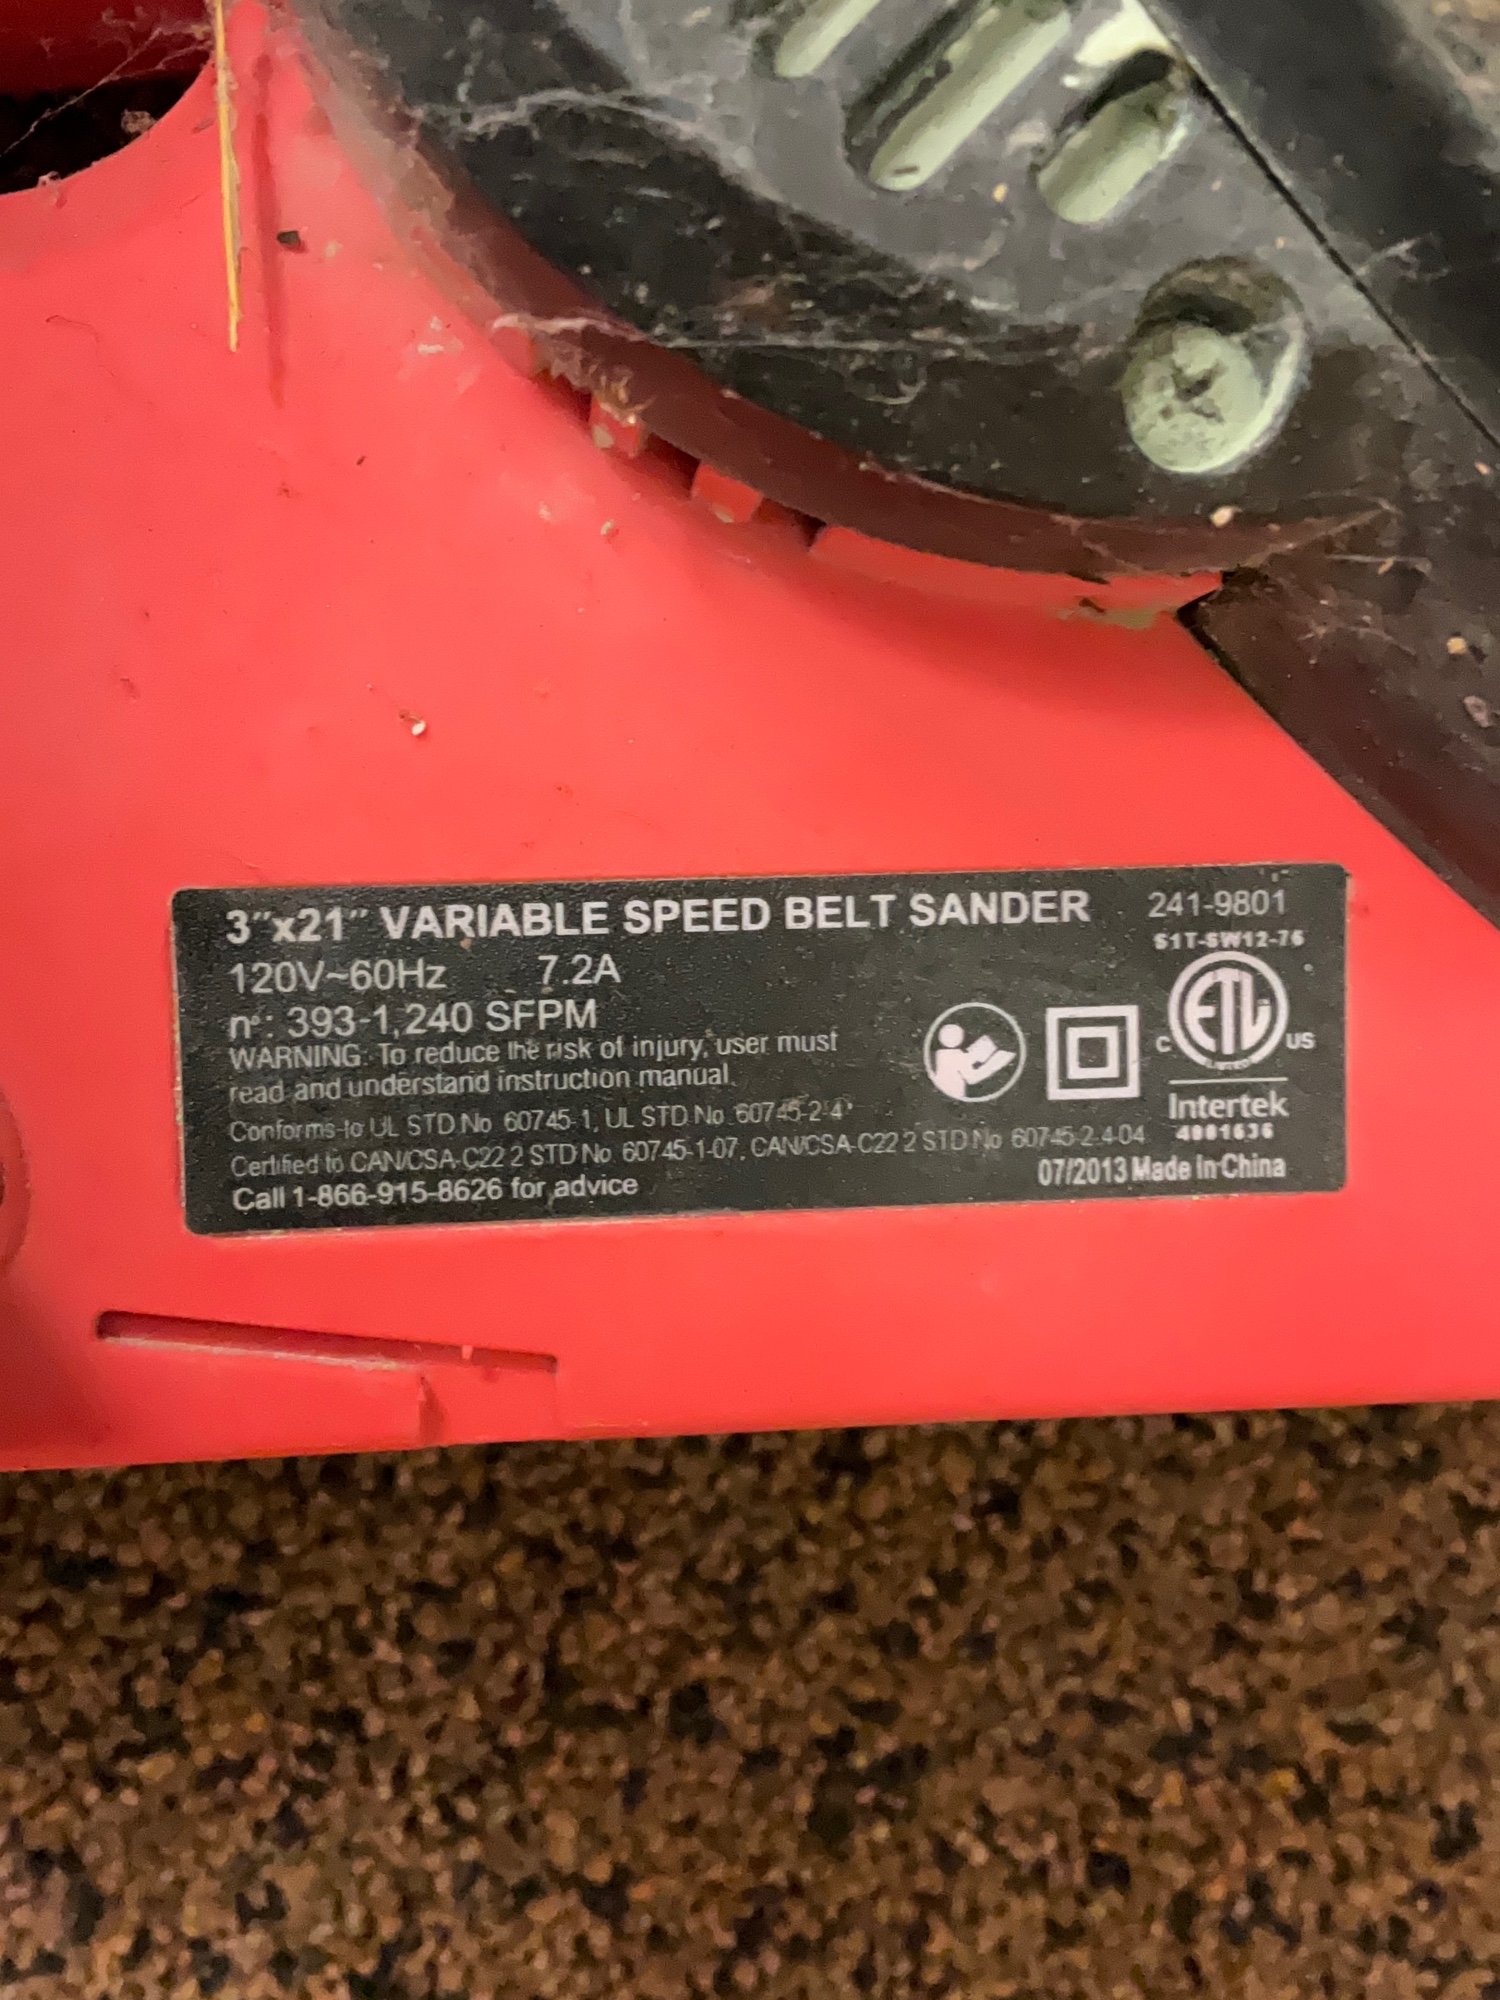 3"x21" VARIABLE SPEED BELT SANDER 241-9801
S1T-SW12-76
120V~60Hz 7.2A
n°: 393-1,240 SFPM
WARNING: To reduce the risk of injury, user must
read and understand instruction manual.
Conforms to UL STD No 60745-1, UL STD No 60745-2-4
Certified to CAN/CSA-C22 2 STD No 60745-1-07, CAN/CSA-C22 2 STD No 60745-2-4-04
Call 1-866-915-8626 for advice
C ETL US
Intertek
4001636
07/2013 Made In China